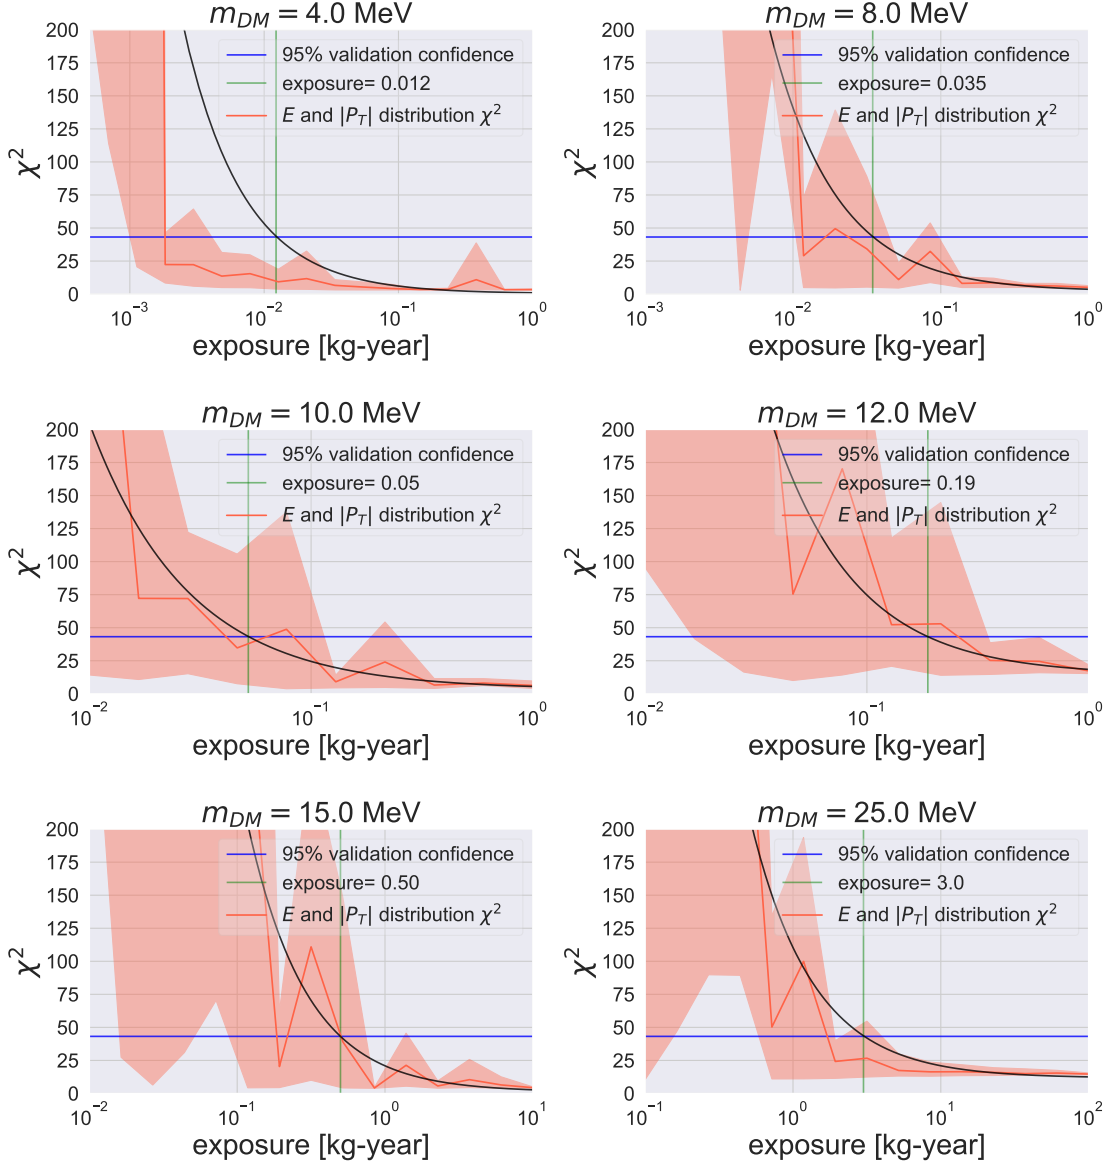 m_DM = 4.0 MeV
200
175
150
125
100
75
50
25
0
χ²
95% validation confidence
exposure= 0.012
E and |P_T| distribution χ²
10⁻³ 10⁻² 10⁻¹ 10⁰
exposure [kg-year]
m_DM = 8.0 MeV
200
175
150
125
100
75
50
25
0
χ²
95% validation confidence
exposure= 0.035
E and |P_T| distribution χ²
10⁻³ 10⁻² 10⁻¹ 10⁰
exposure [kg-year]
m_DM = 10.0 MeV
200
175
150
125
100
75
50
25
0
χ²
95% validation confidence
exposure= 0.05
E and |P_T| distribution χ²
10⁻² 10⁻¹ 10⁰
exposure [kg-year]
m_DM = 12.0 MeV
200
175
150
125
100
75
50
25
0
χ²
95% validation confidence
exposure= 0.19
E and |P_T| distribution χ²
10⁻² 10⁻¹ 10⁰
exposure [kg-year]
m_DM = 15.0 MeV
200
175
150
125
100
75
50
25
0
χ²
95% validation confidence
exposure= 0.50
E and |P_T| distribution χ²
10⁻² 10⁻¹ 10⁰ 10¹
exposure [kg-year]
m_DM = 25.0 MeV
200
175
150
125
100
75
50
25
0
χ²
95% validation confidence
exposure= 3.0
E and |P_T| distribution χ²
10⁻¹ 10⁰ 10¹ 10²
exposure [kg-year]